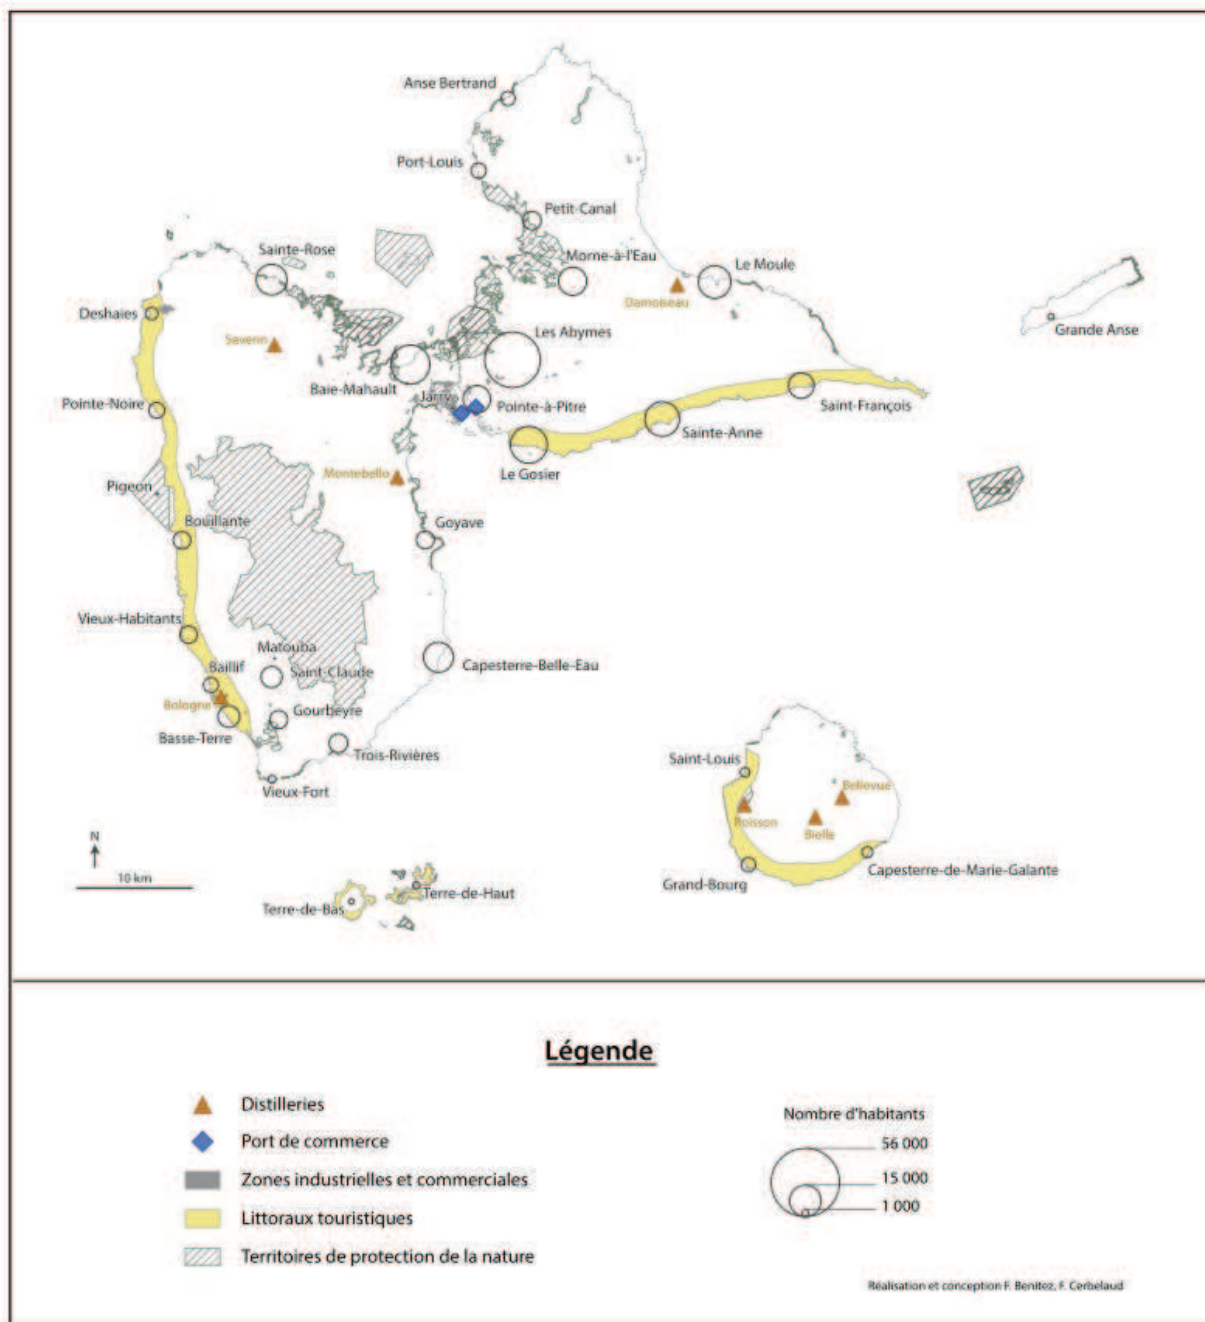 Anse Bertrand
Port-Louis
Petit-Canal
Sainte-Rose
Morne-à-l'Eau
Le Moule
Deshaies
Damoiseau
Grande Anse
Severin
Les Abymes
Baie-Mahault
Jarry
Pointe-Noire
Pointe-à-Pitre
Saint-François
Sainte-Anne
Montebello
Le Gosier
Pigeon
Bouillante
Goyave
Vieux-Habitants
Matouba
Baillif
Saint-Claude
Capesterre-Belle-Eau
Bologne
Gourbeyre
Basse-Terre
Trois-Rivières
Saint-Louis
Vieux-Fort
Bellevue
Poisson
Bielle
N
10 km
Grand-Bourg
Capesterre-de-Marie-Galante
Terre-de-Haut
Terre-de-Bas
Légende
Distilleries
Port de commerce
Zones industrielles et commerciales
Littoraux touristiques
Territoires de protection de la nature
Nombre d'habitants
56 000
15 000
1 000
Réalisation et conception F. Benitez, F. Cerbelaud